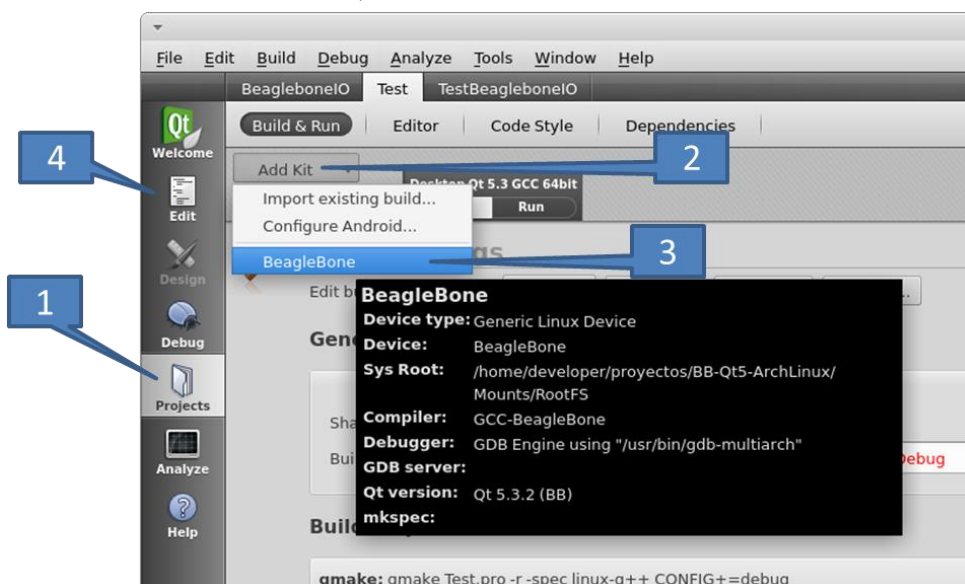 File Edit Build Debug Analyze Tools Window Help
BeagleboneIO Test TestBeagleboneIO
Qt
Welcome
Build & Run Editor Code Style Dependencies
4
2
Add Kit
Desktop Qt 5.3 GCC 64bit
Run
Edit
Import existing build...
Configure Android...
BeagleBone
3
Design
1
Debug
Projects
Analyze
Help
Edit
BeagleBone
Device type: Generic Linux Device
Device: BeagleBone
Sys Root: /home/developer/proyectos/BB-Qt5-ArchLinux/
Mounts/RootFS
Compiler: GCC-BeagleBone
Debugger: GDB Engine using "/usr/bin/gdb-multiarch"
GDB server:
Qt version: Qt 5.3.2 (BB)
mkspec:
Debug
qmake: qmake Test.pro -r -spec linux-g++ CONFIG+=debug